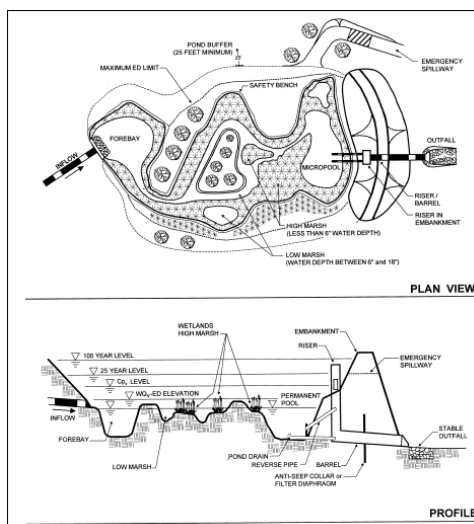 POND BUFFER
(25 FEET MINIMUM)
25'
EMERGENCY
SPILLWAY
MAXIMUM ED LIMIT
SAFETY BENCH
FOREBAY
INFLOW
MICROPOOL
OUTFALL
RISER /
BARREL
RISER IN
EMBANKMENT
HIGH MARSH
(LESS THAN 6" WATER DEPTH)
LOW MARSH
(WATER DEPTH BETWEEN 6" and 18")
PLAN VIEW
WETLANDS
HIGH MARSH
EMBANKMENT
RISER
100 YEAR LEVEL
EMERGENCY
SPILLWAY
25 YEAR LEVEL
Cpv LEVEL
WQv-ED ELEVATION
PERMANENT
POOL
INFLOW
FOREBAY
STABLE
OUTFALL
LOW MARSH
POND DRAIN
REVERSE PIPE
BARREL
ANTI-SEEP COLLAR or
FILTER DIAPHRAGM
PROFILE